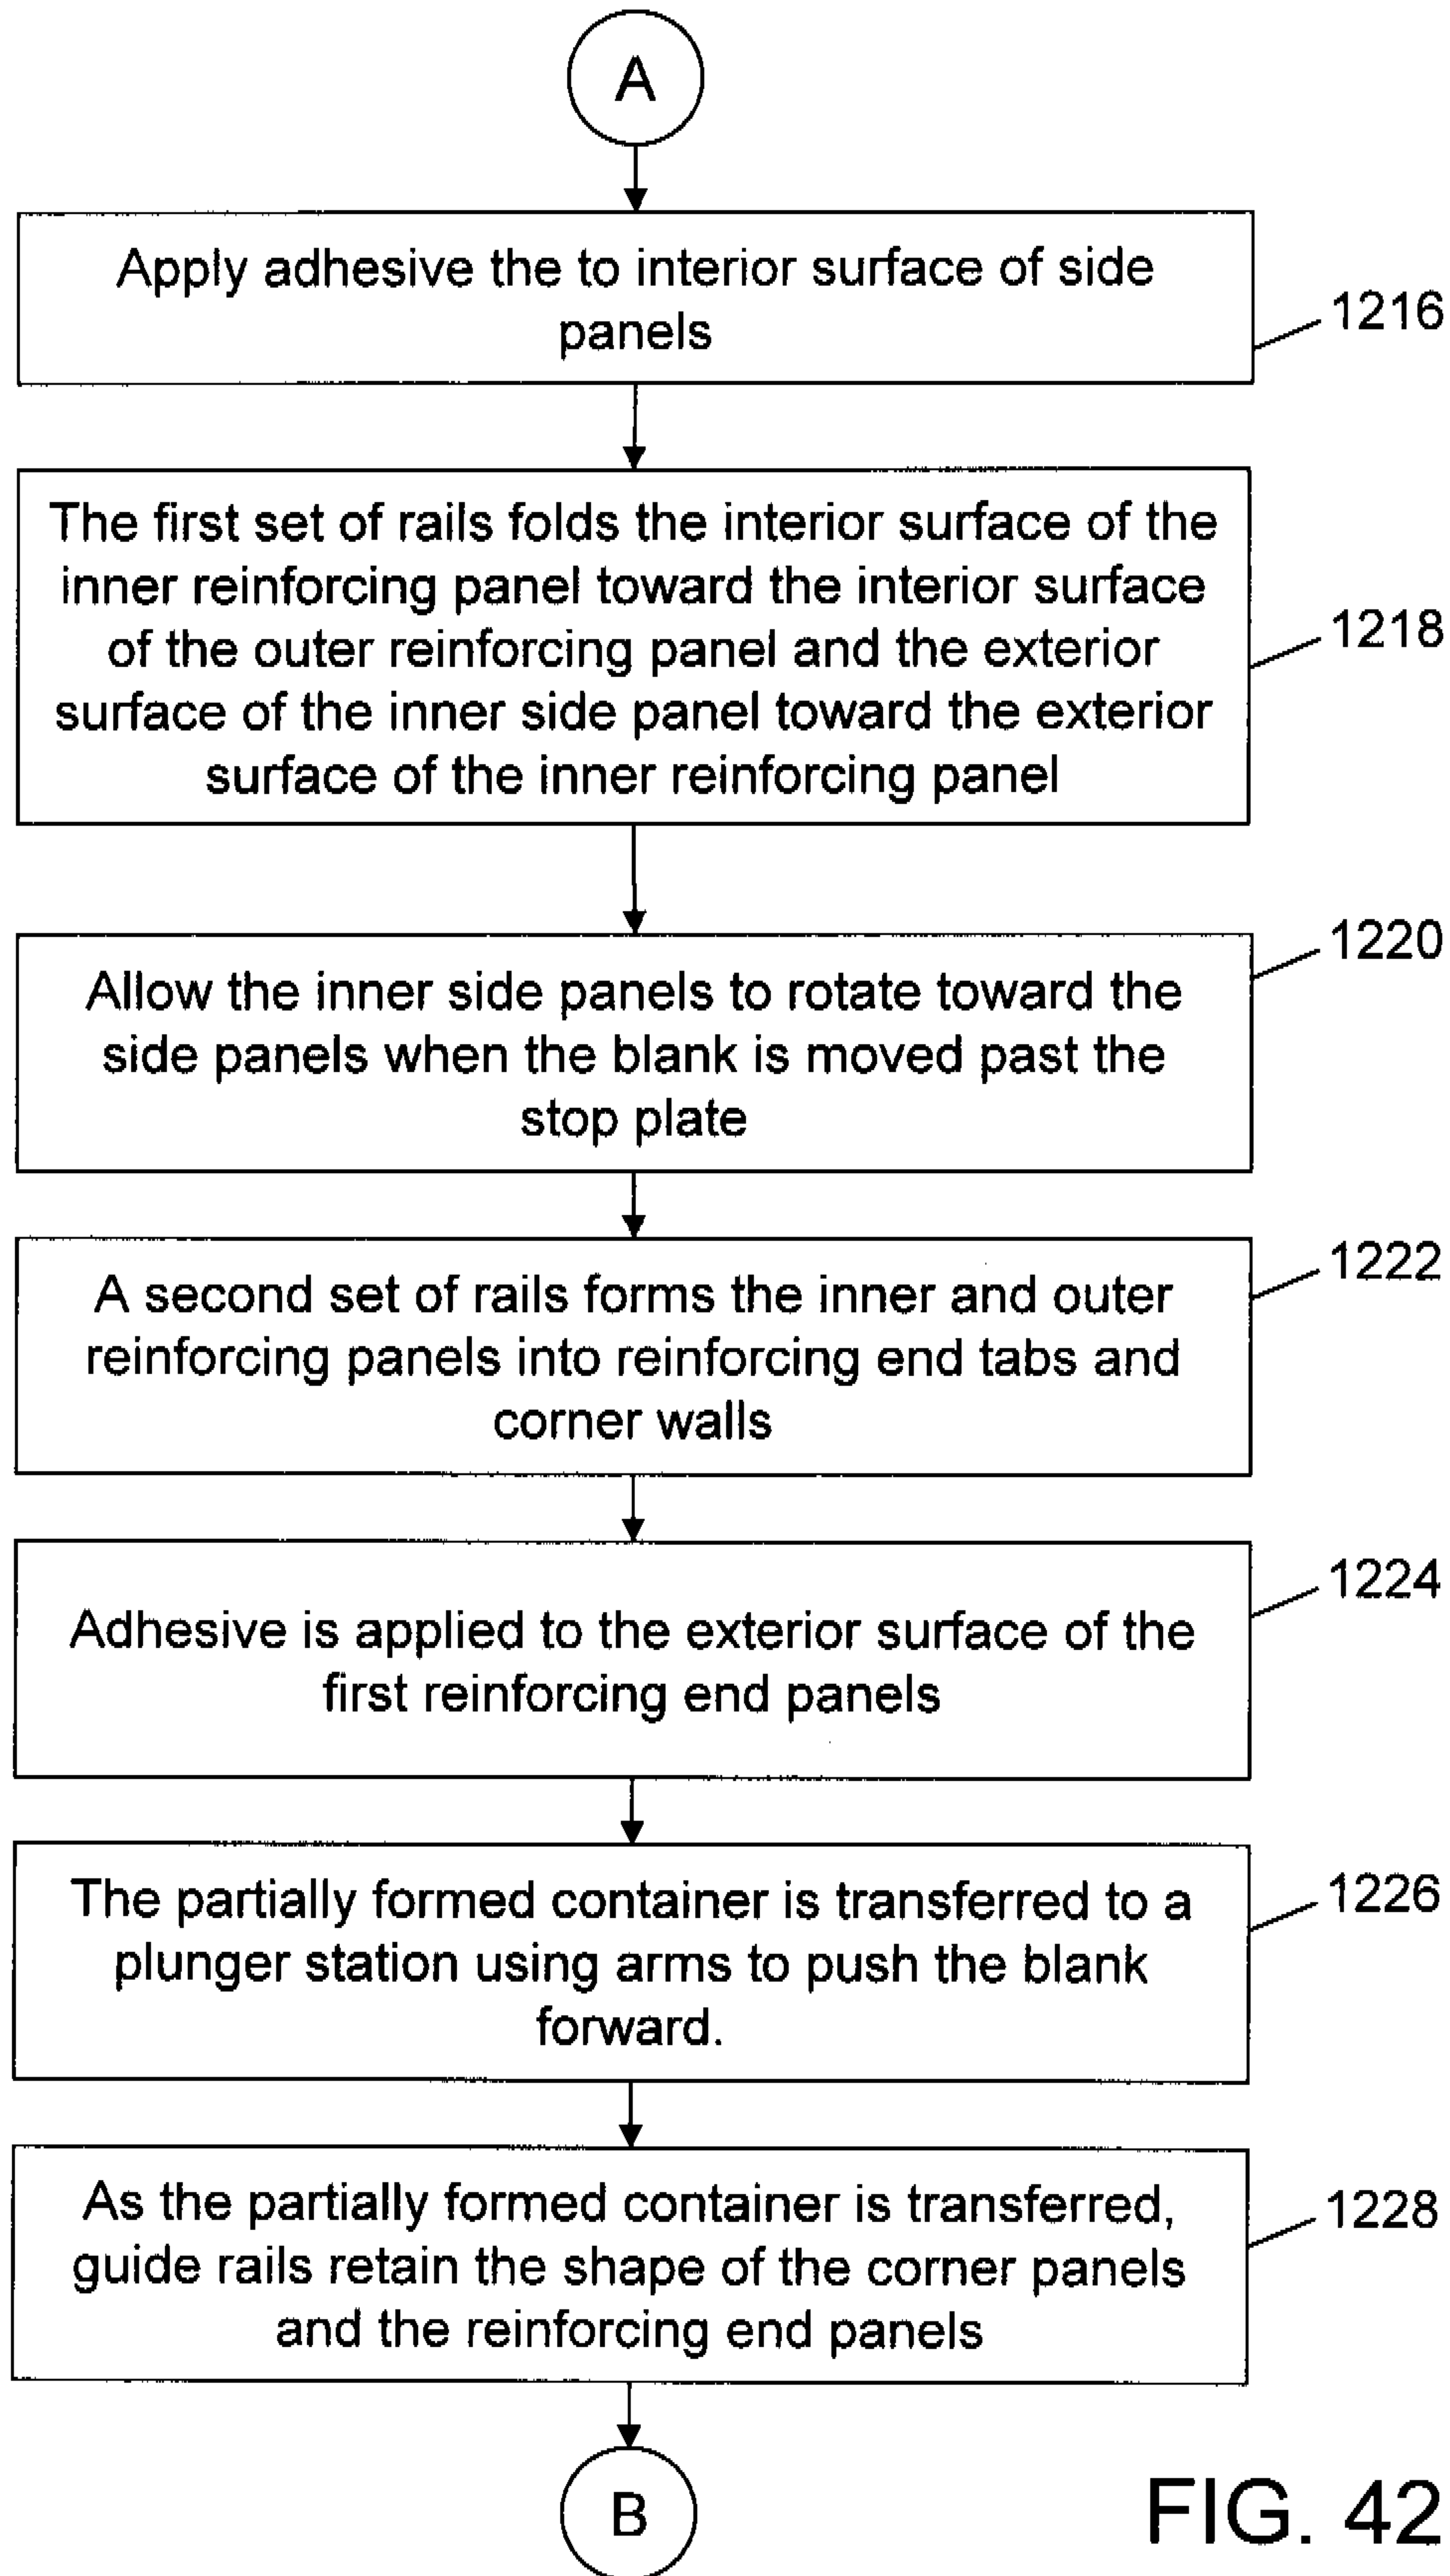 A
Apply adhesive the to interior surface of side
panels
1216
The first set of rails folds the interior surface of the
inner reinforcing panel toward the interior surface
of the outer reinforcing panel and the exterior
surface of the inner side panel toward the exterior
surface of the inner reinforcing panel
1218
Allow the inner side panels to rotate toward the
side panels when the blank is moved past the
stop plate
1220
A second set of rails forms the inner and outer
reinforcing panels into reinforcing end tabs and
corner walls
1222
Adhesive is applied to the exterior surface of the
first reinforcing end panels
1224
The partially formed container is transferred to a
plunger station using arms to push the blank
forward.
1226
As the partially formed container is transferred,
guide rails retain the shape of the corner panels
and the reinforcing end panels
1228
B
FIG. 42